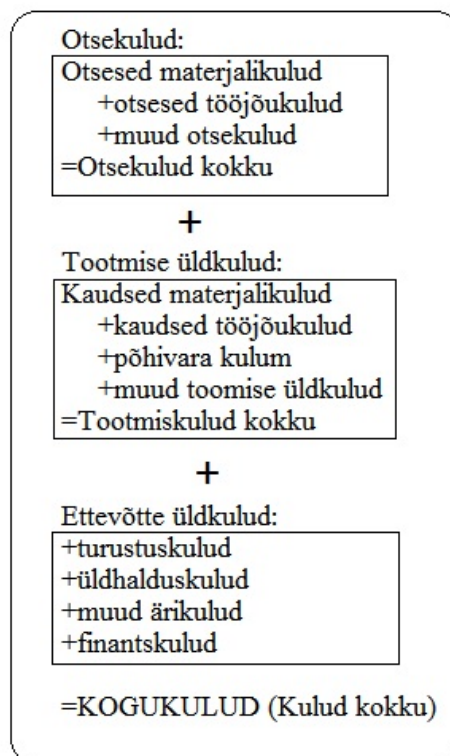 Otsekulud:
Otsesed materjalikulud
+otsesed tööjõukulud
+muud otsekulud
=Otsekulud kokku
+
Tootmise üldkulud:
Kaudsed materjalikulud
+kaudsed tööjõukulud
+põhivara kulum
+muud toomise üldkulud
=Tootmiskulud kokku
+
Ettevõtte üldkulud:
+turustuskulud
+üldhalduskulud
+muud ärikulud
+finantskulud
=KOGUKULUD (Kulud kokku)